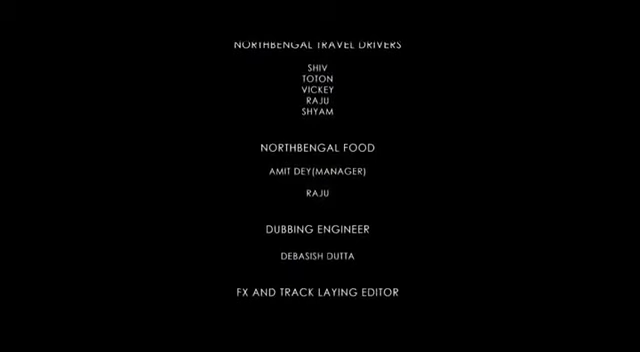 NORTHBENGAL TRAVEL DRIVERS
SHIV
TOTON
VICKEY
RAJU
SHYAM
NORTHBENGAL FOOD
AMIT DEY(MANAGER)
RAJU
DUBBING ENGINEER
DEBASISH DUTTA
FX AND TRACK LAYING EDITOR